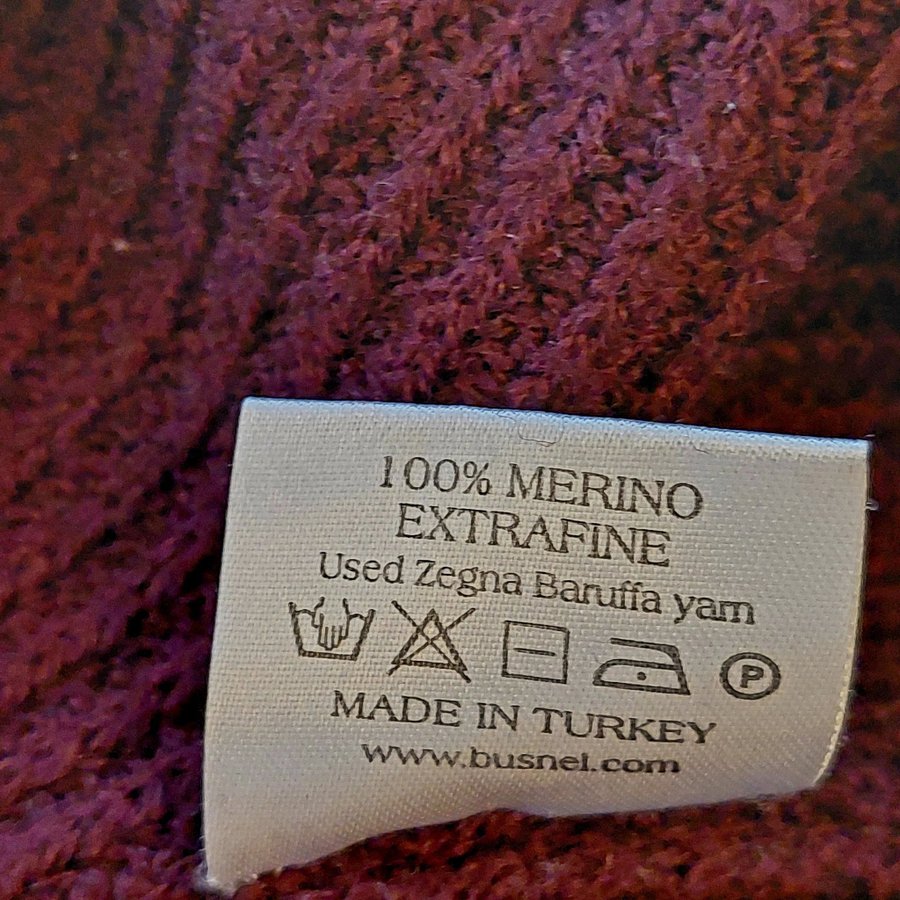 100% MERINO
EXTRAFINE
Used Zegna Baruffa yarn
P
MADE IN TURKEY
www.busnel.com